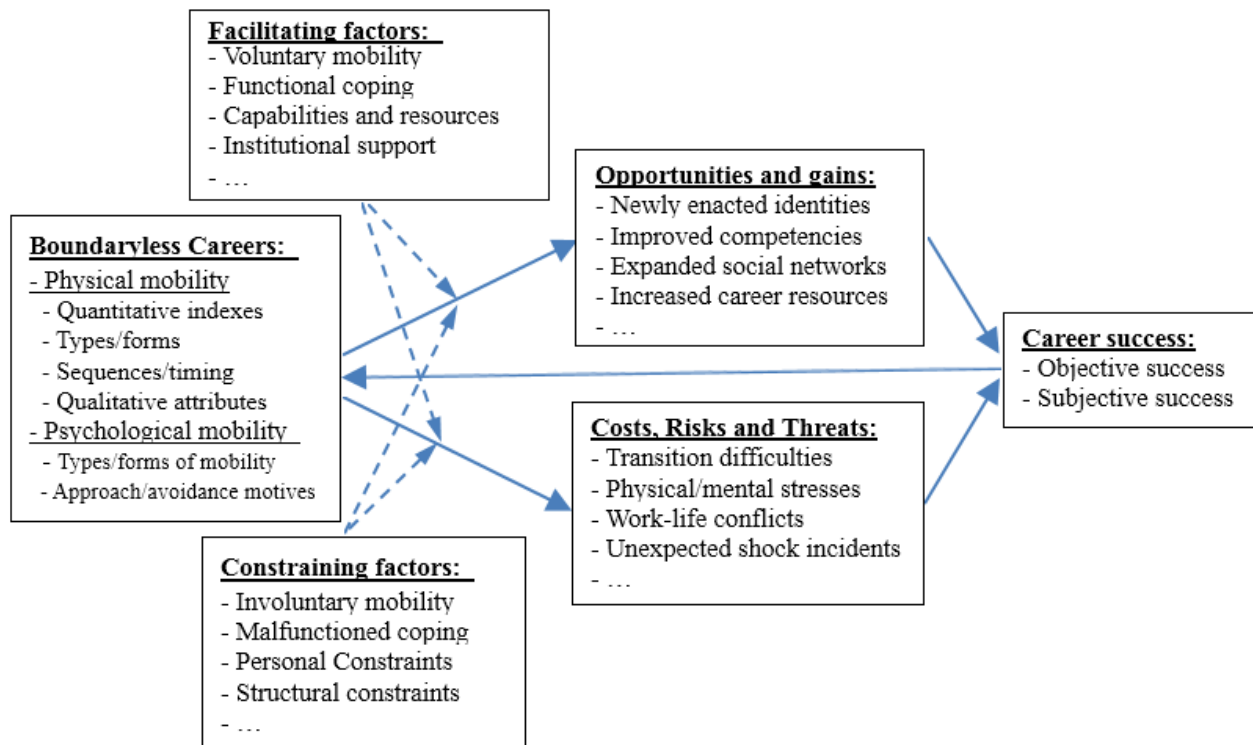 Facilitating factors:
- Voluntary mobility
- Functional coping
- Capabilities and resources
- Institutional support
- …
Boundaryless Careers:
- Physical mobility
- Quantitative indexes
- Types/forms
- Sequences/timing
- Qualitative attributes
- Psychological mobility
- Types/forms of mobility
- Approach/avoidance motives
Constraining factors:
- Involuntary mobility
- Malfunctioned coping
- Personal Constraints
- Structural constraints
- …
Opportunities and gains:
- Newly enacted identities
- Improved competencies
- Expanded social networks
- Increased career resources
- …
Costs, Risks and Threats:
- Transition difficulties
- Physical/mental stresses
- Work-life conflicts
- Unexpected shock incidents
- …
Career success:
- Objective success
- Subjective success